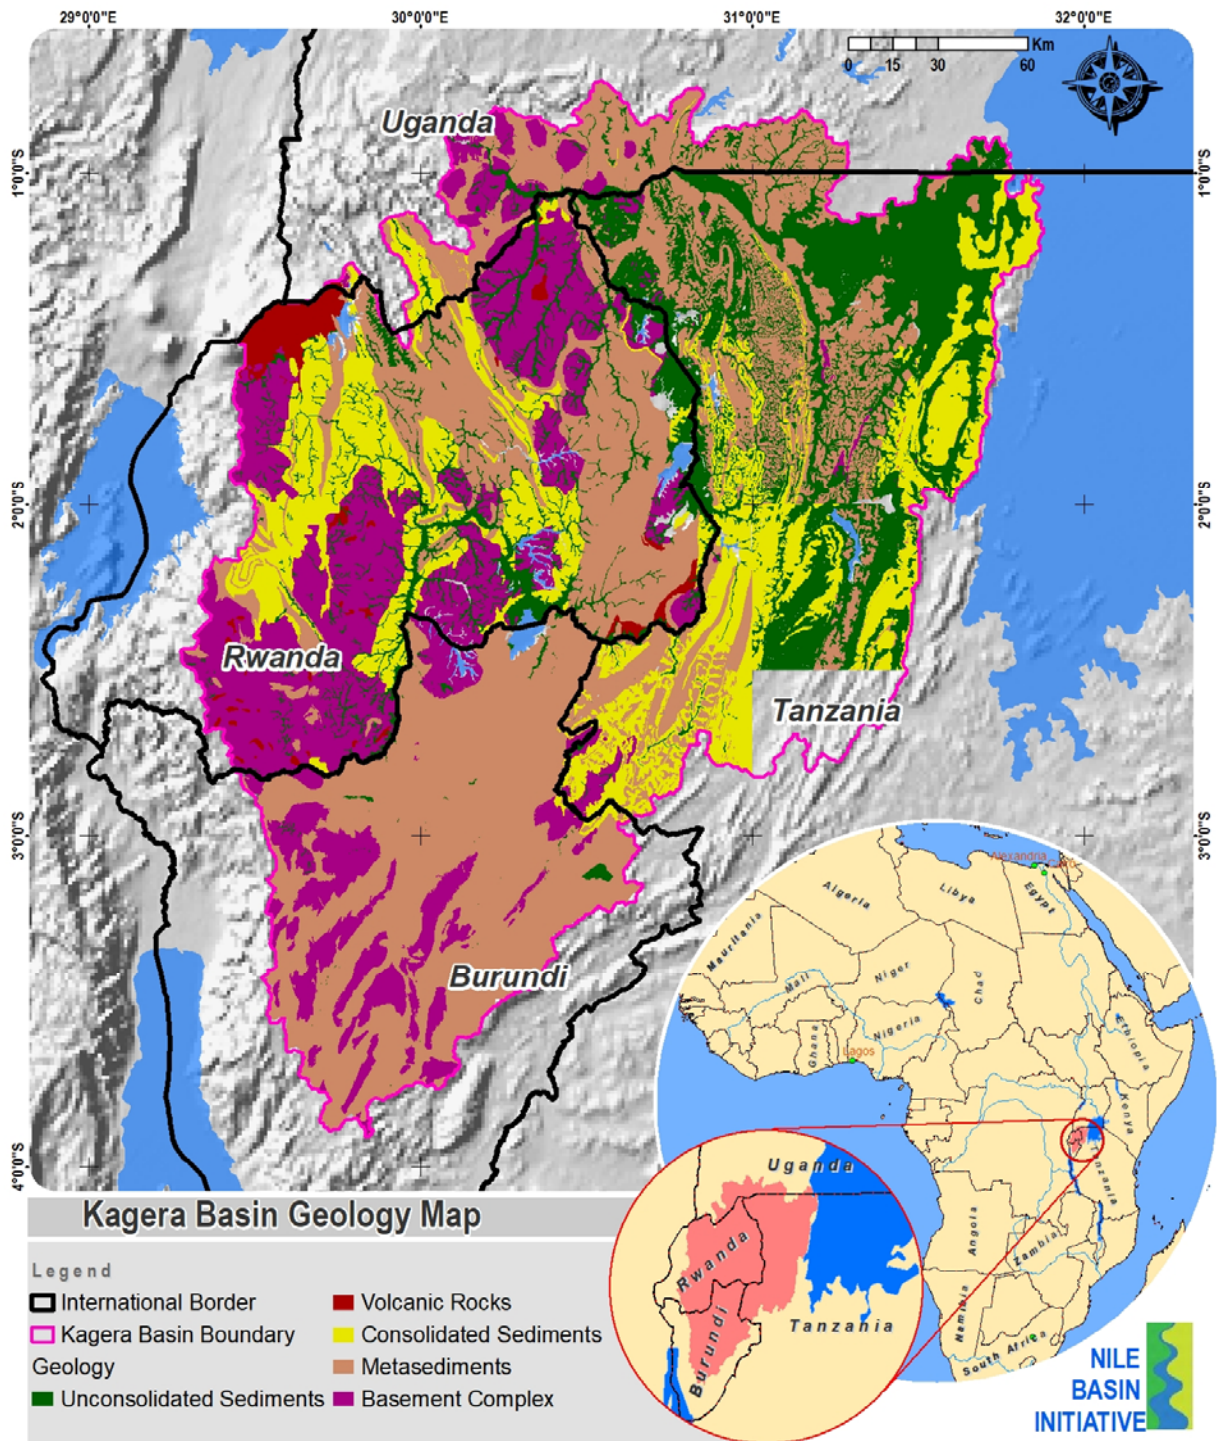 29°0'0"E 30°0'0"E 31°0'0"E 32°0'0"E
Km
0 15 30 60
Uganda
1°0'0"S 1°0'0"S
2°0'0"S 2°0'0"S
Rwanda
Tanzania
3°0'0"S 3°0'0"S
Burundi
4°0'0"S
Alexandria
Algeria
Libya
Egypt
Mauritania
Mali
Niger
Chad
Ghana
Nigeria
Ethiopia
Lagos
Kenya
Tanzania
Angola
Zambia
Namibia
South Africa
Uganda
Rwanda
Burundi
Tanzania
Kagera Basin Geology Map
Legend
International Border
Kagera Basin Boundary
Geology
Unconsolidated Sediments
Volcanic Rocks
Consolidated Sediments
Metasediments
Basement Complex
NILE
BASIN
INITIATIVE